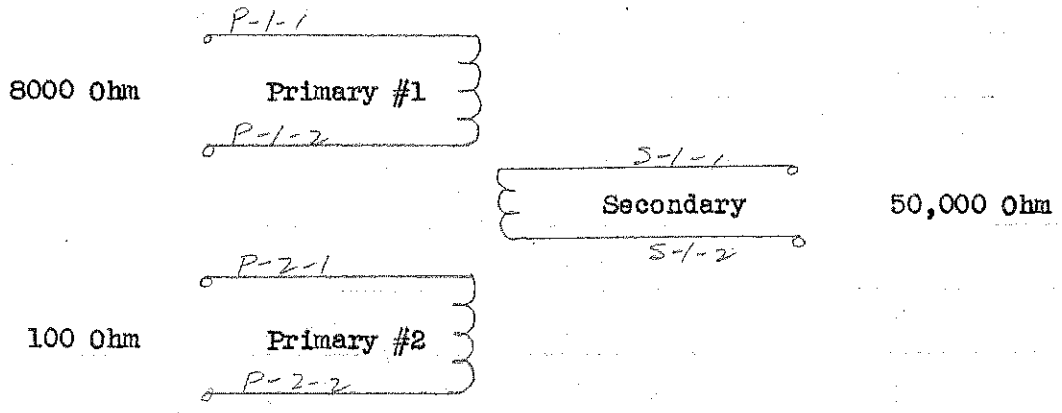 P-1-1
8000 Ohm Primary #1
P-1-2
S-1-1
Secondary 50,000 Ohm
S-1-2
P-2-1
100 Ohm Primary #2
P-2-2